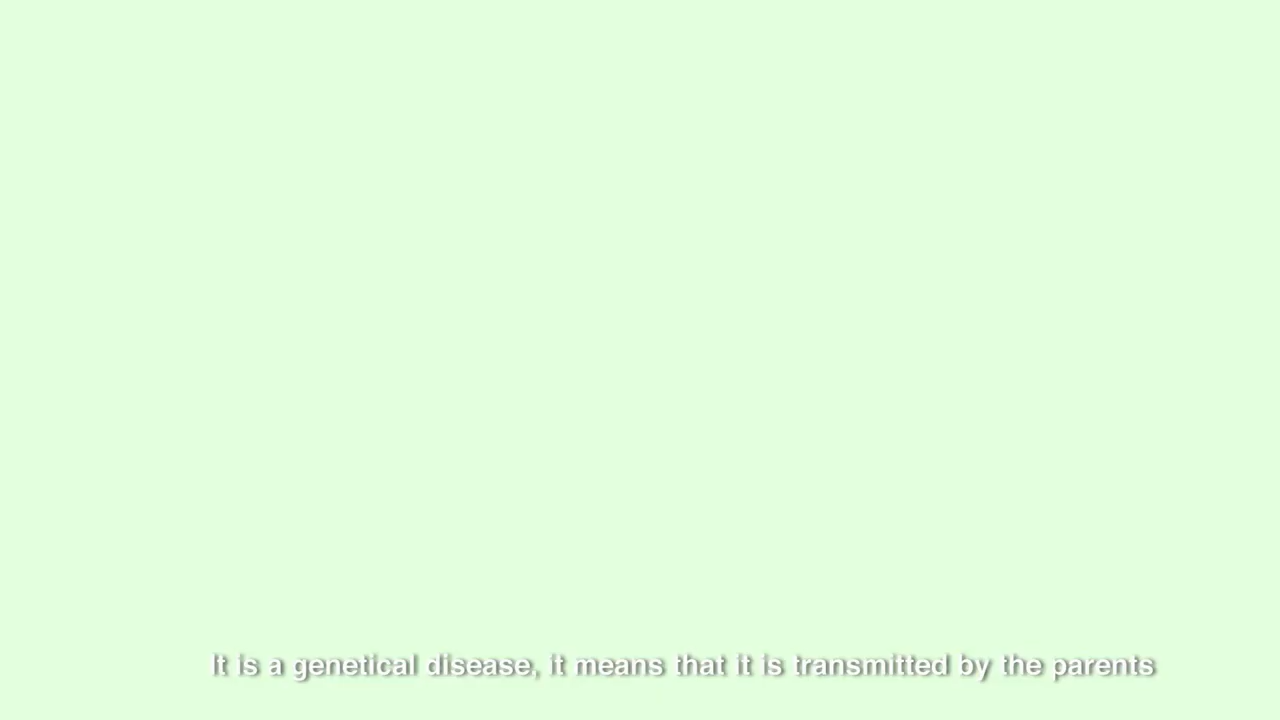 It is a genetical disease, it means that it is transmitted by the parents